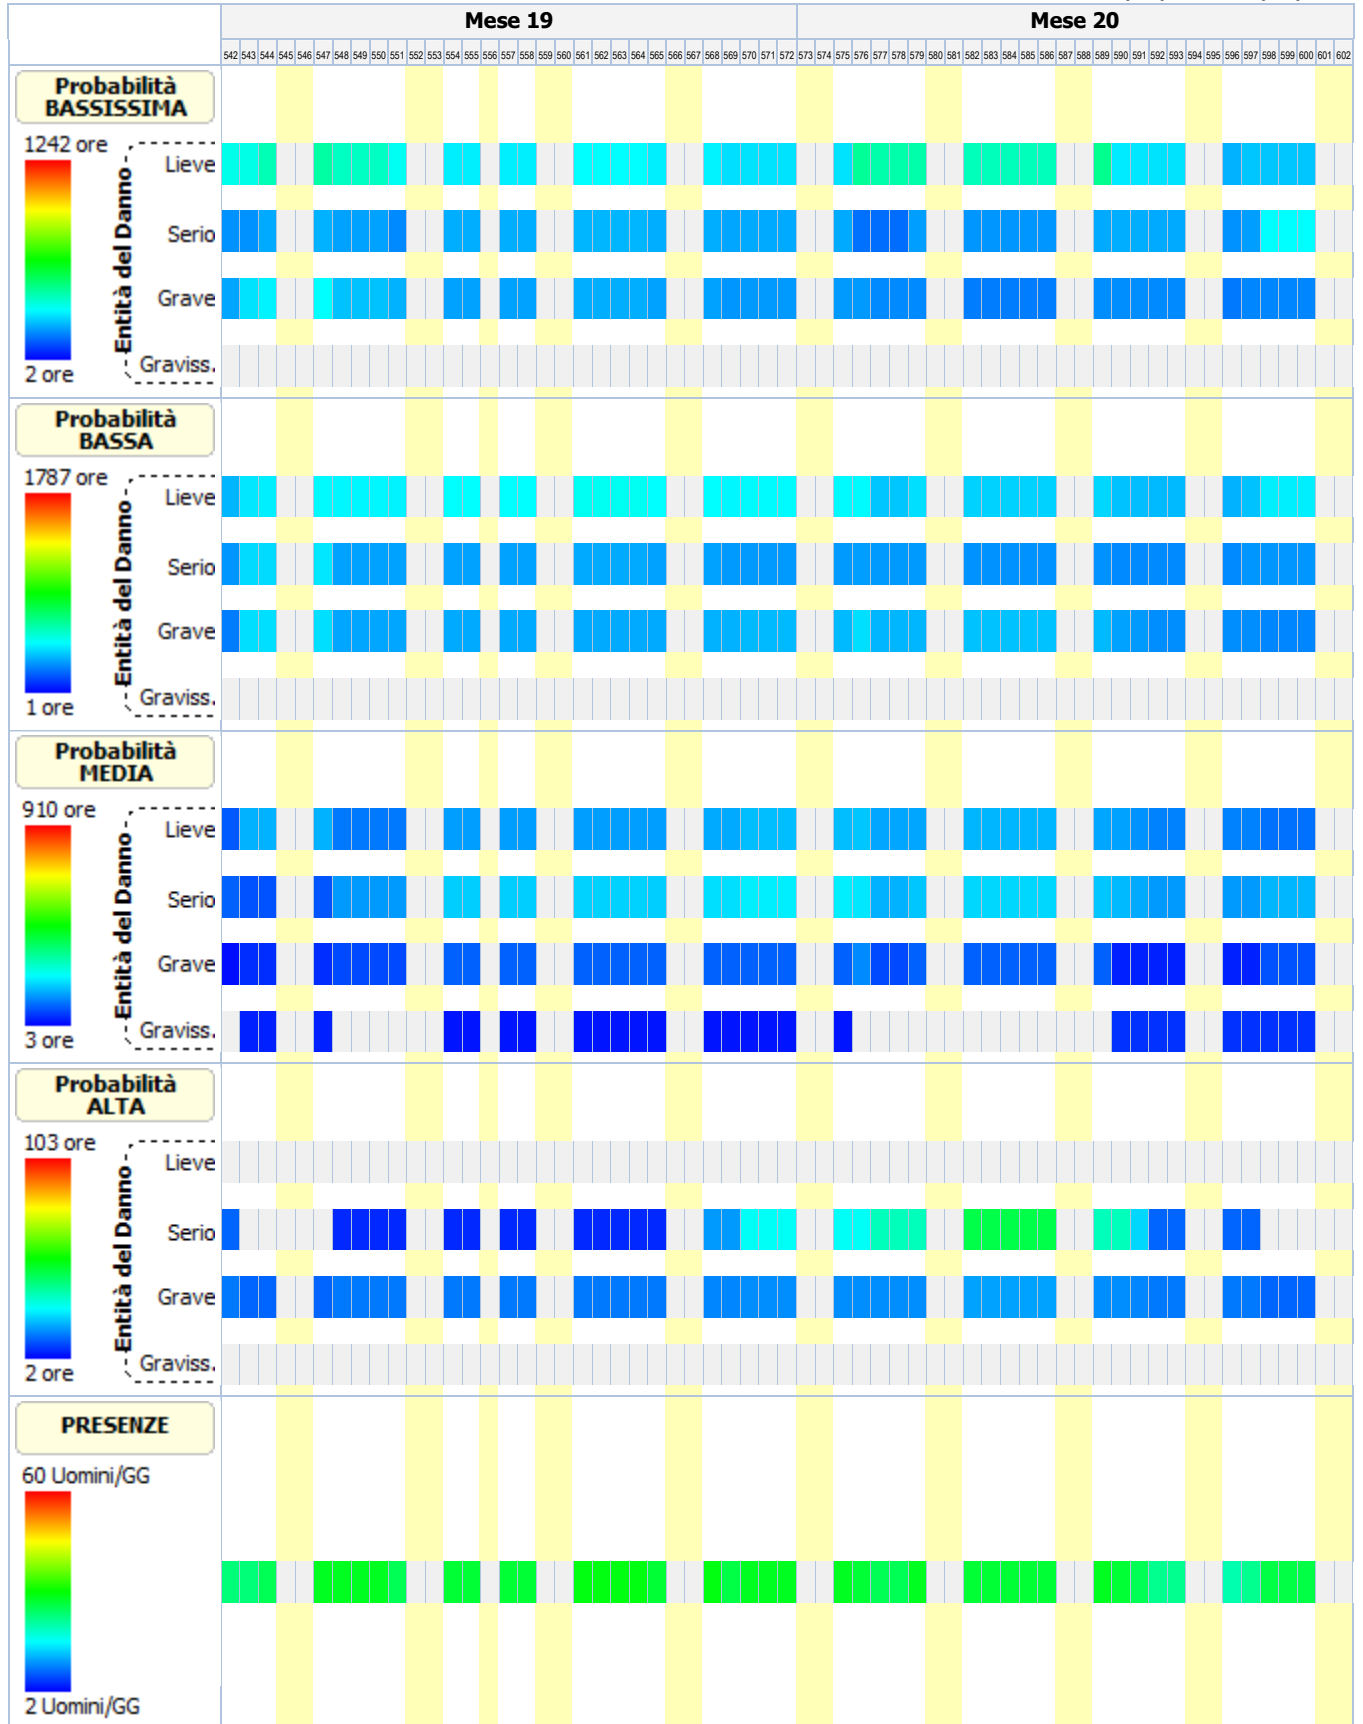 Mese 19 Mese 20
542 543 544 545 546 547 548 549 550 551 552 553 554 555 556 557 558 559 560 561 562 563 564 565 566 567 568 569 570 571 572 573 574 575 576 577 578 579 580 581 582 583 584 585 586 587 588 589 590 591 592 593 594 595 596 597 598 599 600 601 602
Probabilità
BASSISSIMA
1242 ore
2 ore
Entità del Danno
Lieve
Serio
Grave
Graviss.
Probabilità
BASSA
1787 ore
1 ore
Entità del Danno
Lieve
Serio
Grave
Graviss.
Probabilità
MEDIA
910 ore
3 ore
Entità del Danno
Lieve
Serio
Grave
Graviss.
Probabilità
ALTA
103 ore
2 ore
Entità del Danno
Lieve
Serio
Grave
Graviss.
PRESENZE
60 Uomini/GG
2 Uomini/GG